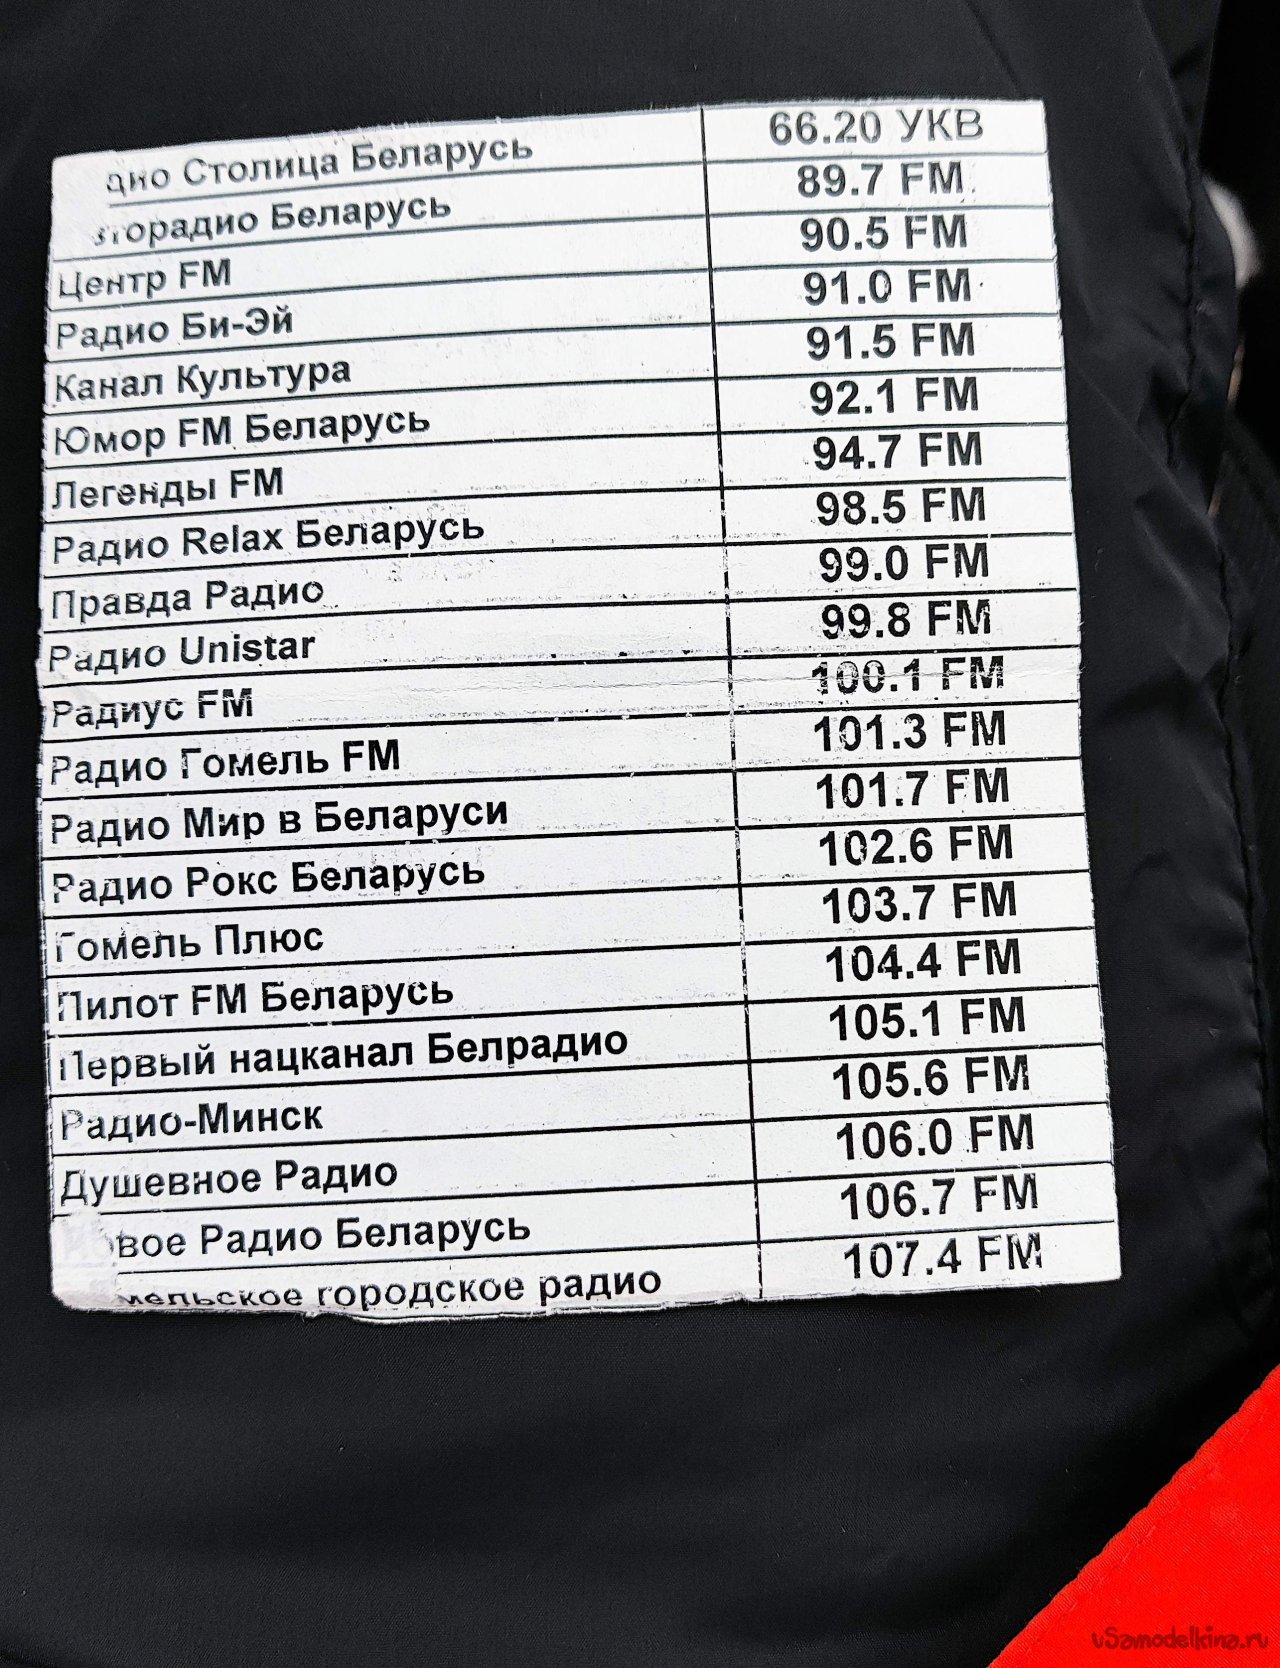 Столица Беларусь 66.20 УКВ
Беларусь 89.7 FM
Центр FM 90.5 FM
Радио Би-Эй 91.0 FM
Канал Культура 91.5 FM
Юмор FM Беларусь 92.1 FM
Легенды FM 94.7 FM
Радио Relax Беларусь 98.5 FM
Правда Радио 99.0 FM
Радио Unistar 99.8 FM
Радиус FM 100.1 FM
Радио Гомель FM 101.3 FM
Радио Мир в Беларуси 101.7 FM
Радио Рокс Беларусь 102.6 FM
Гомель Плюс 103.7 FM
Пилот FM Беларусь 104.4 FM
Первый нацканал Белрадио 105.1 FM
Радио-Минск 105.6 FM
Душевное Радио 106.0 FM
Радио Беларусь 106.7 FM
городское радио 107.4 FM
uSamodelkina.ru